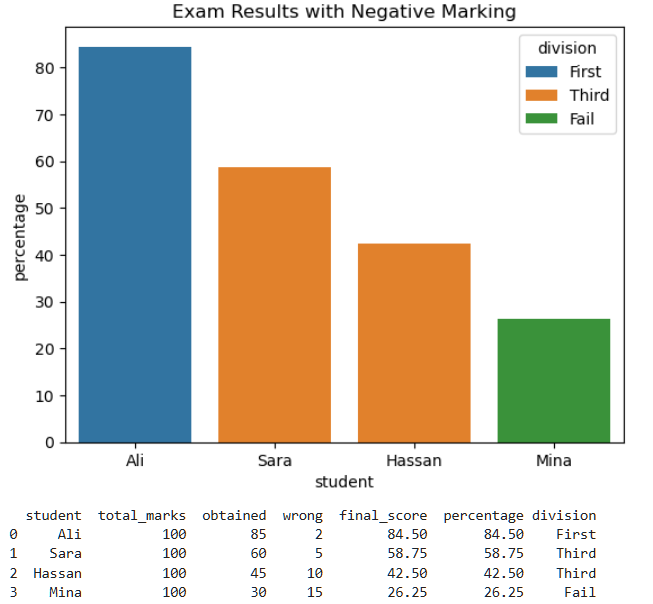 Exam Results with Negative Marking
division
First
Third
Fail
80
70
60
50
40
30
20
10
0
percentage
Ali Sara Hassan Mina
student
student total_marks obtained wrong final_score percentage division
0 Ali 100 85 2 84.50 84.50 First
1 Sara 100 60 5 58.75 58.75 Third
2 Hassan 100 45 10 42.50 42.50 Third
3 Mina 100 30 15 26.25 26.25 Fail